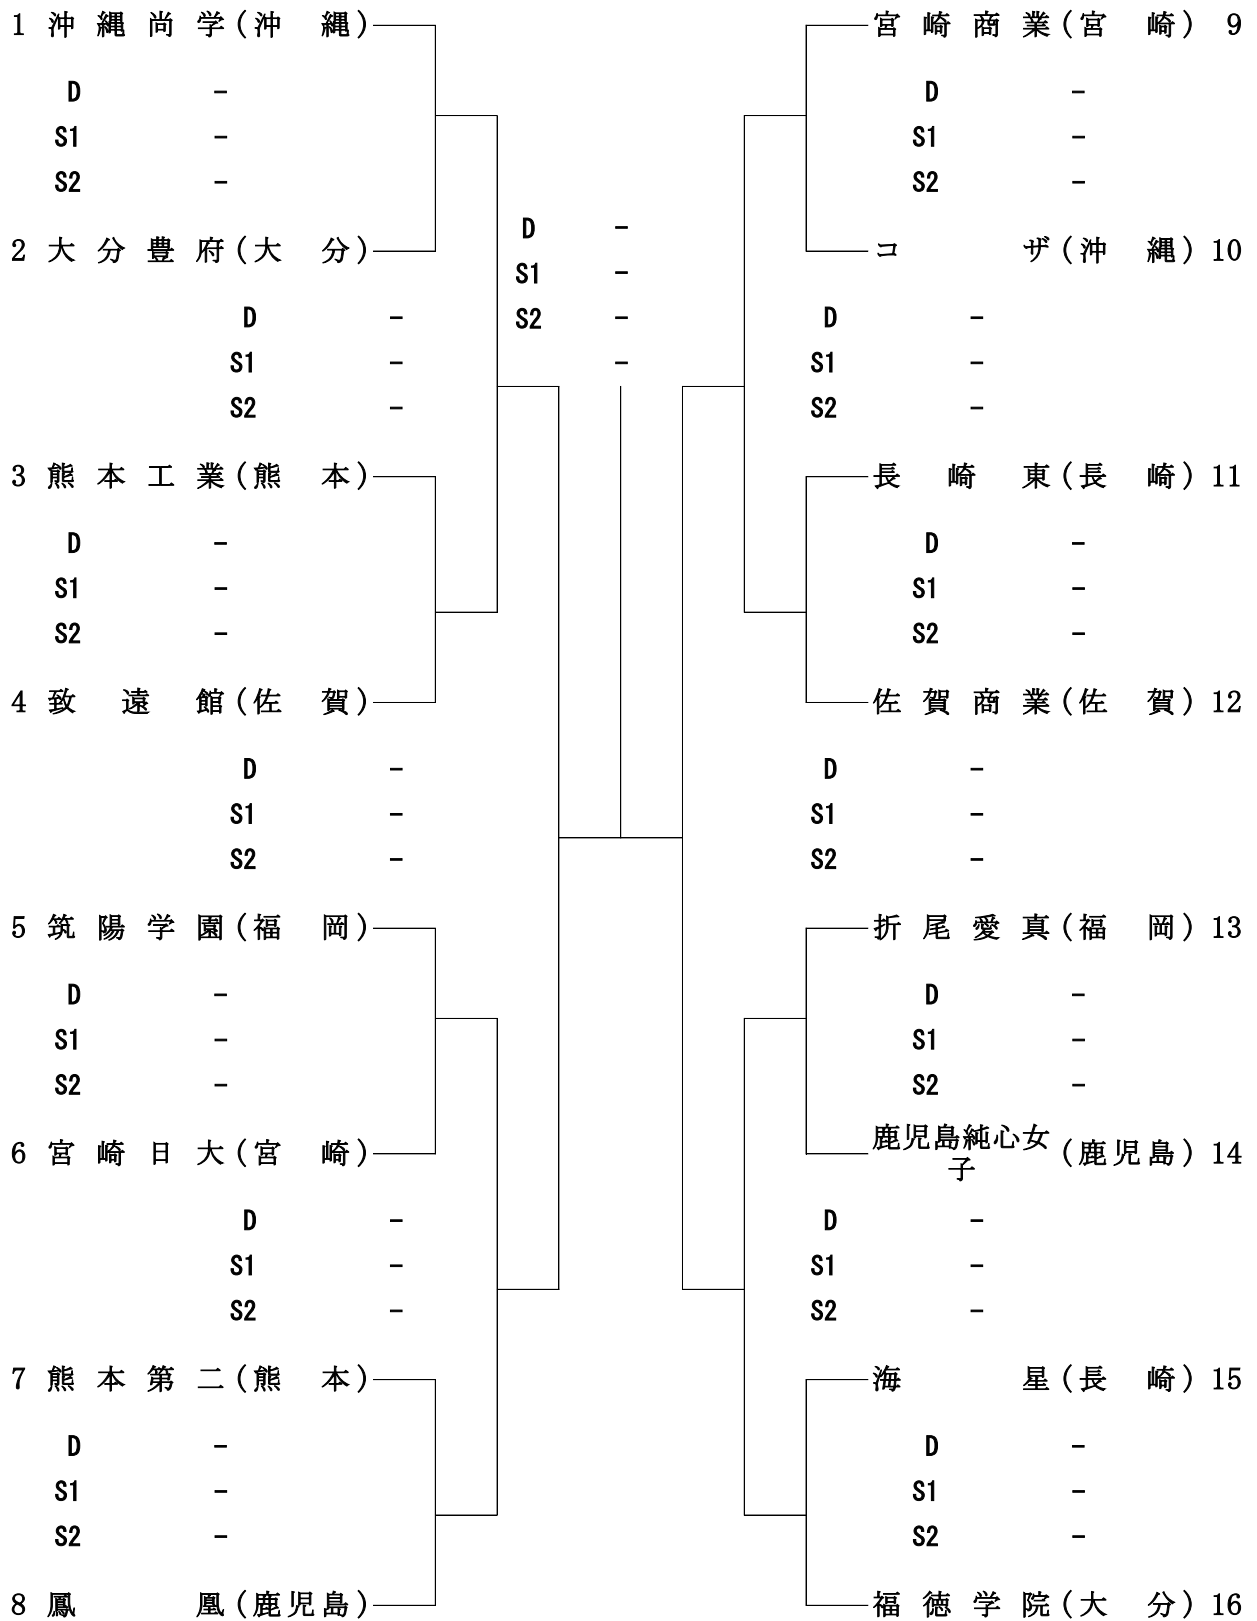 1 沖縄尚学(沖縄)
D -
S1 -
S2 -
2 大分豊府(大分)
D -
S1 -
S2 -
3 熊本工業(熊本)
D -
S1 -
S2 -
4 致遠館(佐賀)
D -
S1 -
S2 -
5 筑陽学園(福岡)
D -
S1 -
S2 -
6 宮崎日大(宮崎)
D -
S1 -
S2 -
7 熊本第二(熊本)
D -
S1 -
S2 -
8 鳳凰(鹿児島)
D -
S1 -
S2 -
-
宮崎商業(宮崎) 9
D -
S1 -
S2 -
コザ(沖縄) 10
D -
S1 -
S2 -
長崎東(長崎) 11
D -
S1 -
S2 -
佐賀商業(佐賀) 12
D -
S1 -
S2 -
折尾愛真(福岡) 13
D -
S1 -
S2 -
鹿児島純心女
子
(鹿児島) 14
D -
S1 -
S2 -
海星(長崎) 15
D -
S1 -
S2 -
福徳学院(大分) 16